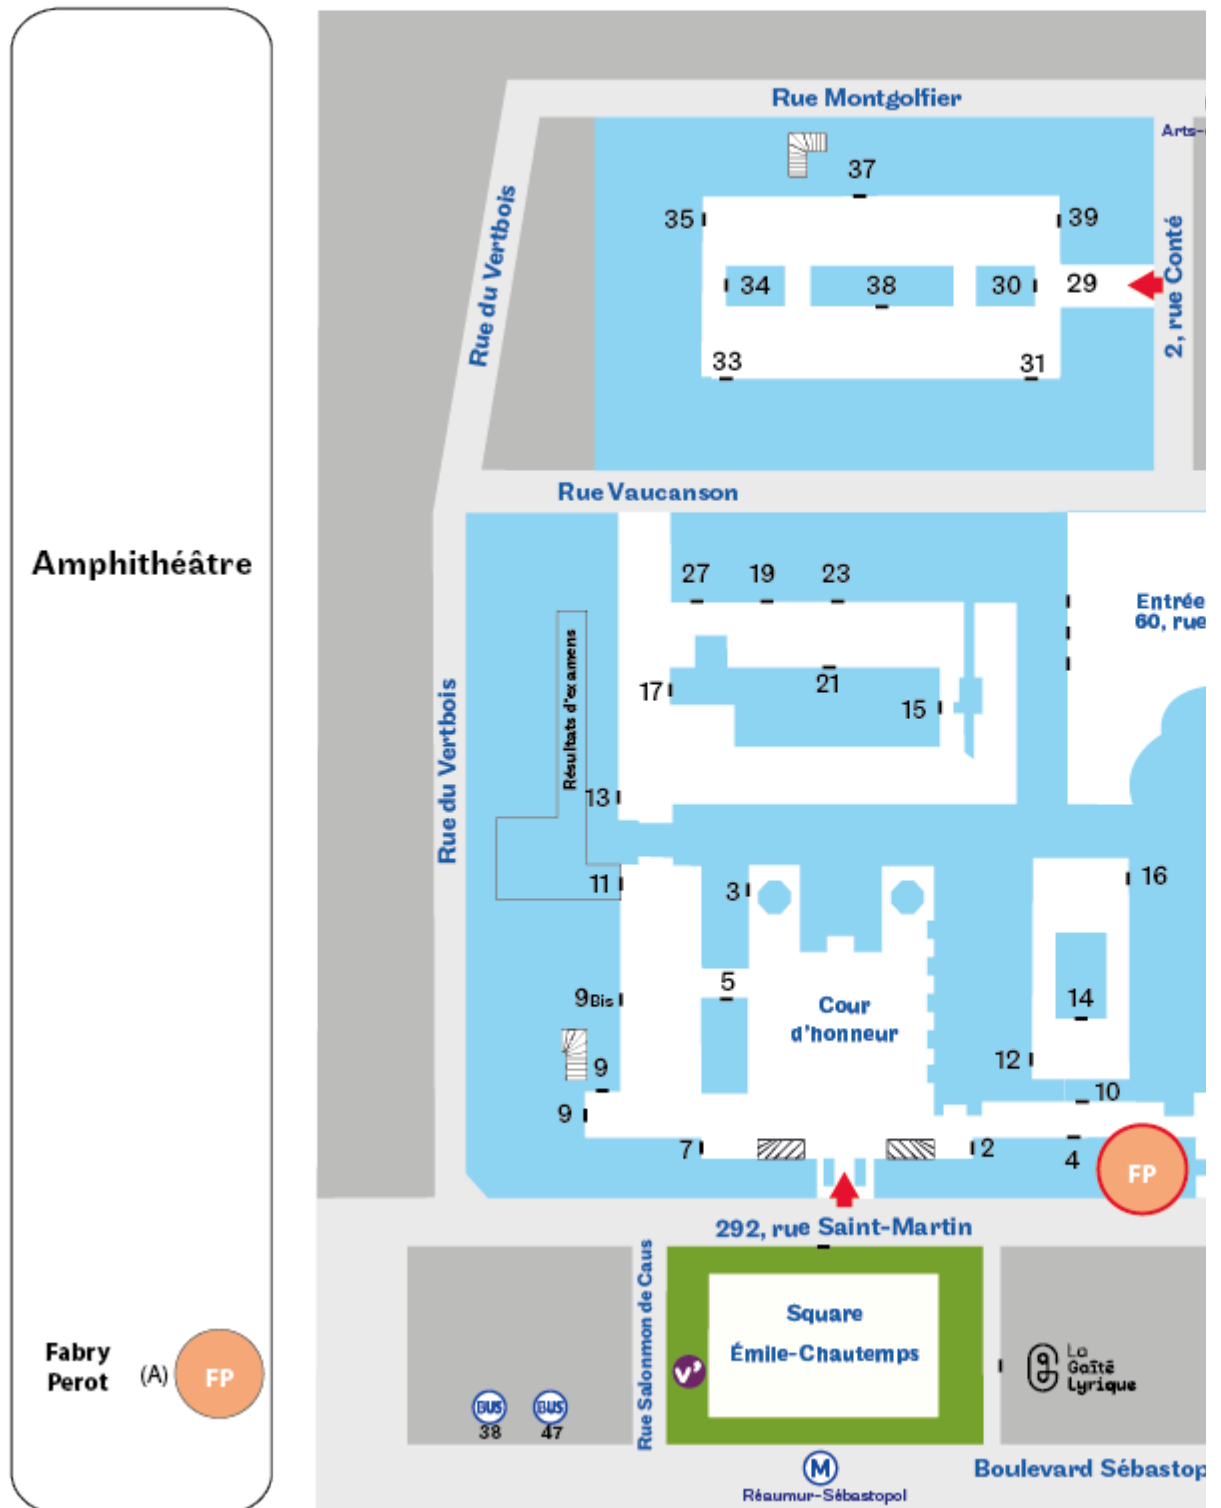 Amphithéâtre
Fabry
Perot
(A)
FP
Rue Montgolfier
Arts-
Rue du Vertbois
2, rue Conté
37
35
39
34
38
30
29
33
31
Rue Vaucanson
27
19
23
Entrée
60, rue
Résultats d'examens
17
21
15
Rue du Vertbois
13
11
3
16
9Bis
5
Cour
d'honneur
14
12
9
10
9
7
2
4
FP
292, rue Saint-Martin
Rue Salonmon de Caus
Square
Émile-Chautemps
V'
La
Gaîté
Lyrique
BUS
BUS
38
47
M
Réaumur-Sébastopol
Boulevard Sébastop